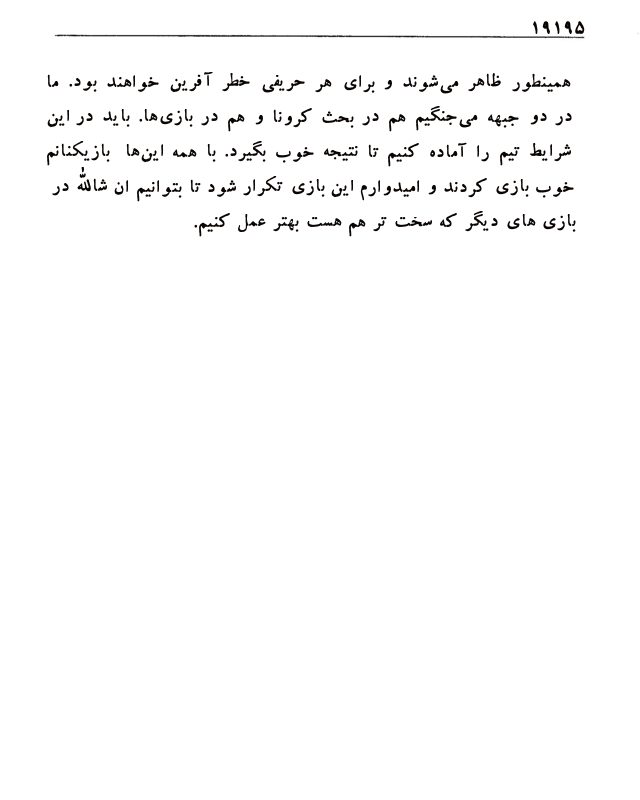 ۱۹۱۹۵
همینطور ظاهر می‌شوند و برای هر حریفی خطر آفرین خواهند بود. ما
در دو جبهه می‌جنگیم هم در بحث کرونا و هم در بازی‌ها. باید در این
شرایط تیم را آماده کنیم تا نتیجه خوب بگیرد. با همه این‌ها بازیکنانم
خوب بازی کردند و امیدوارم این بازی تکرار شود تا بتوانیم ان شالله در
بازی های دیگر که سخت تر هم هست بهتر عمل کنیم.